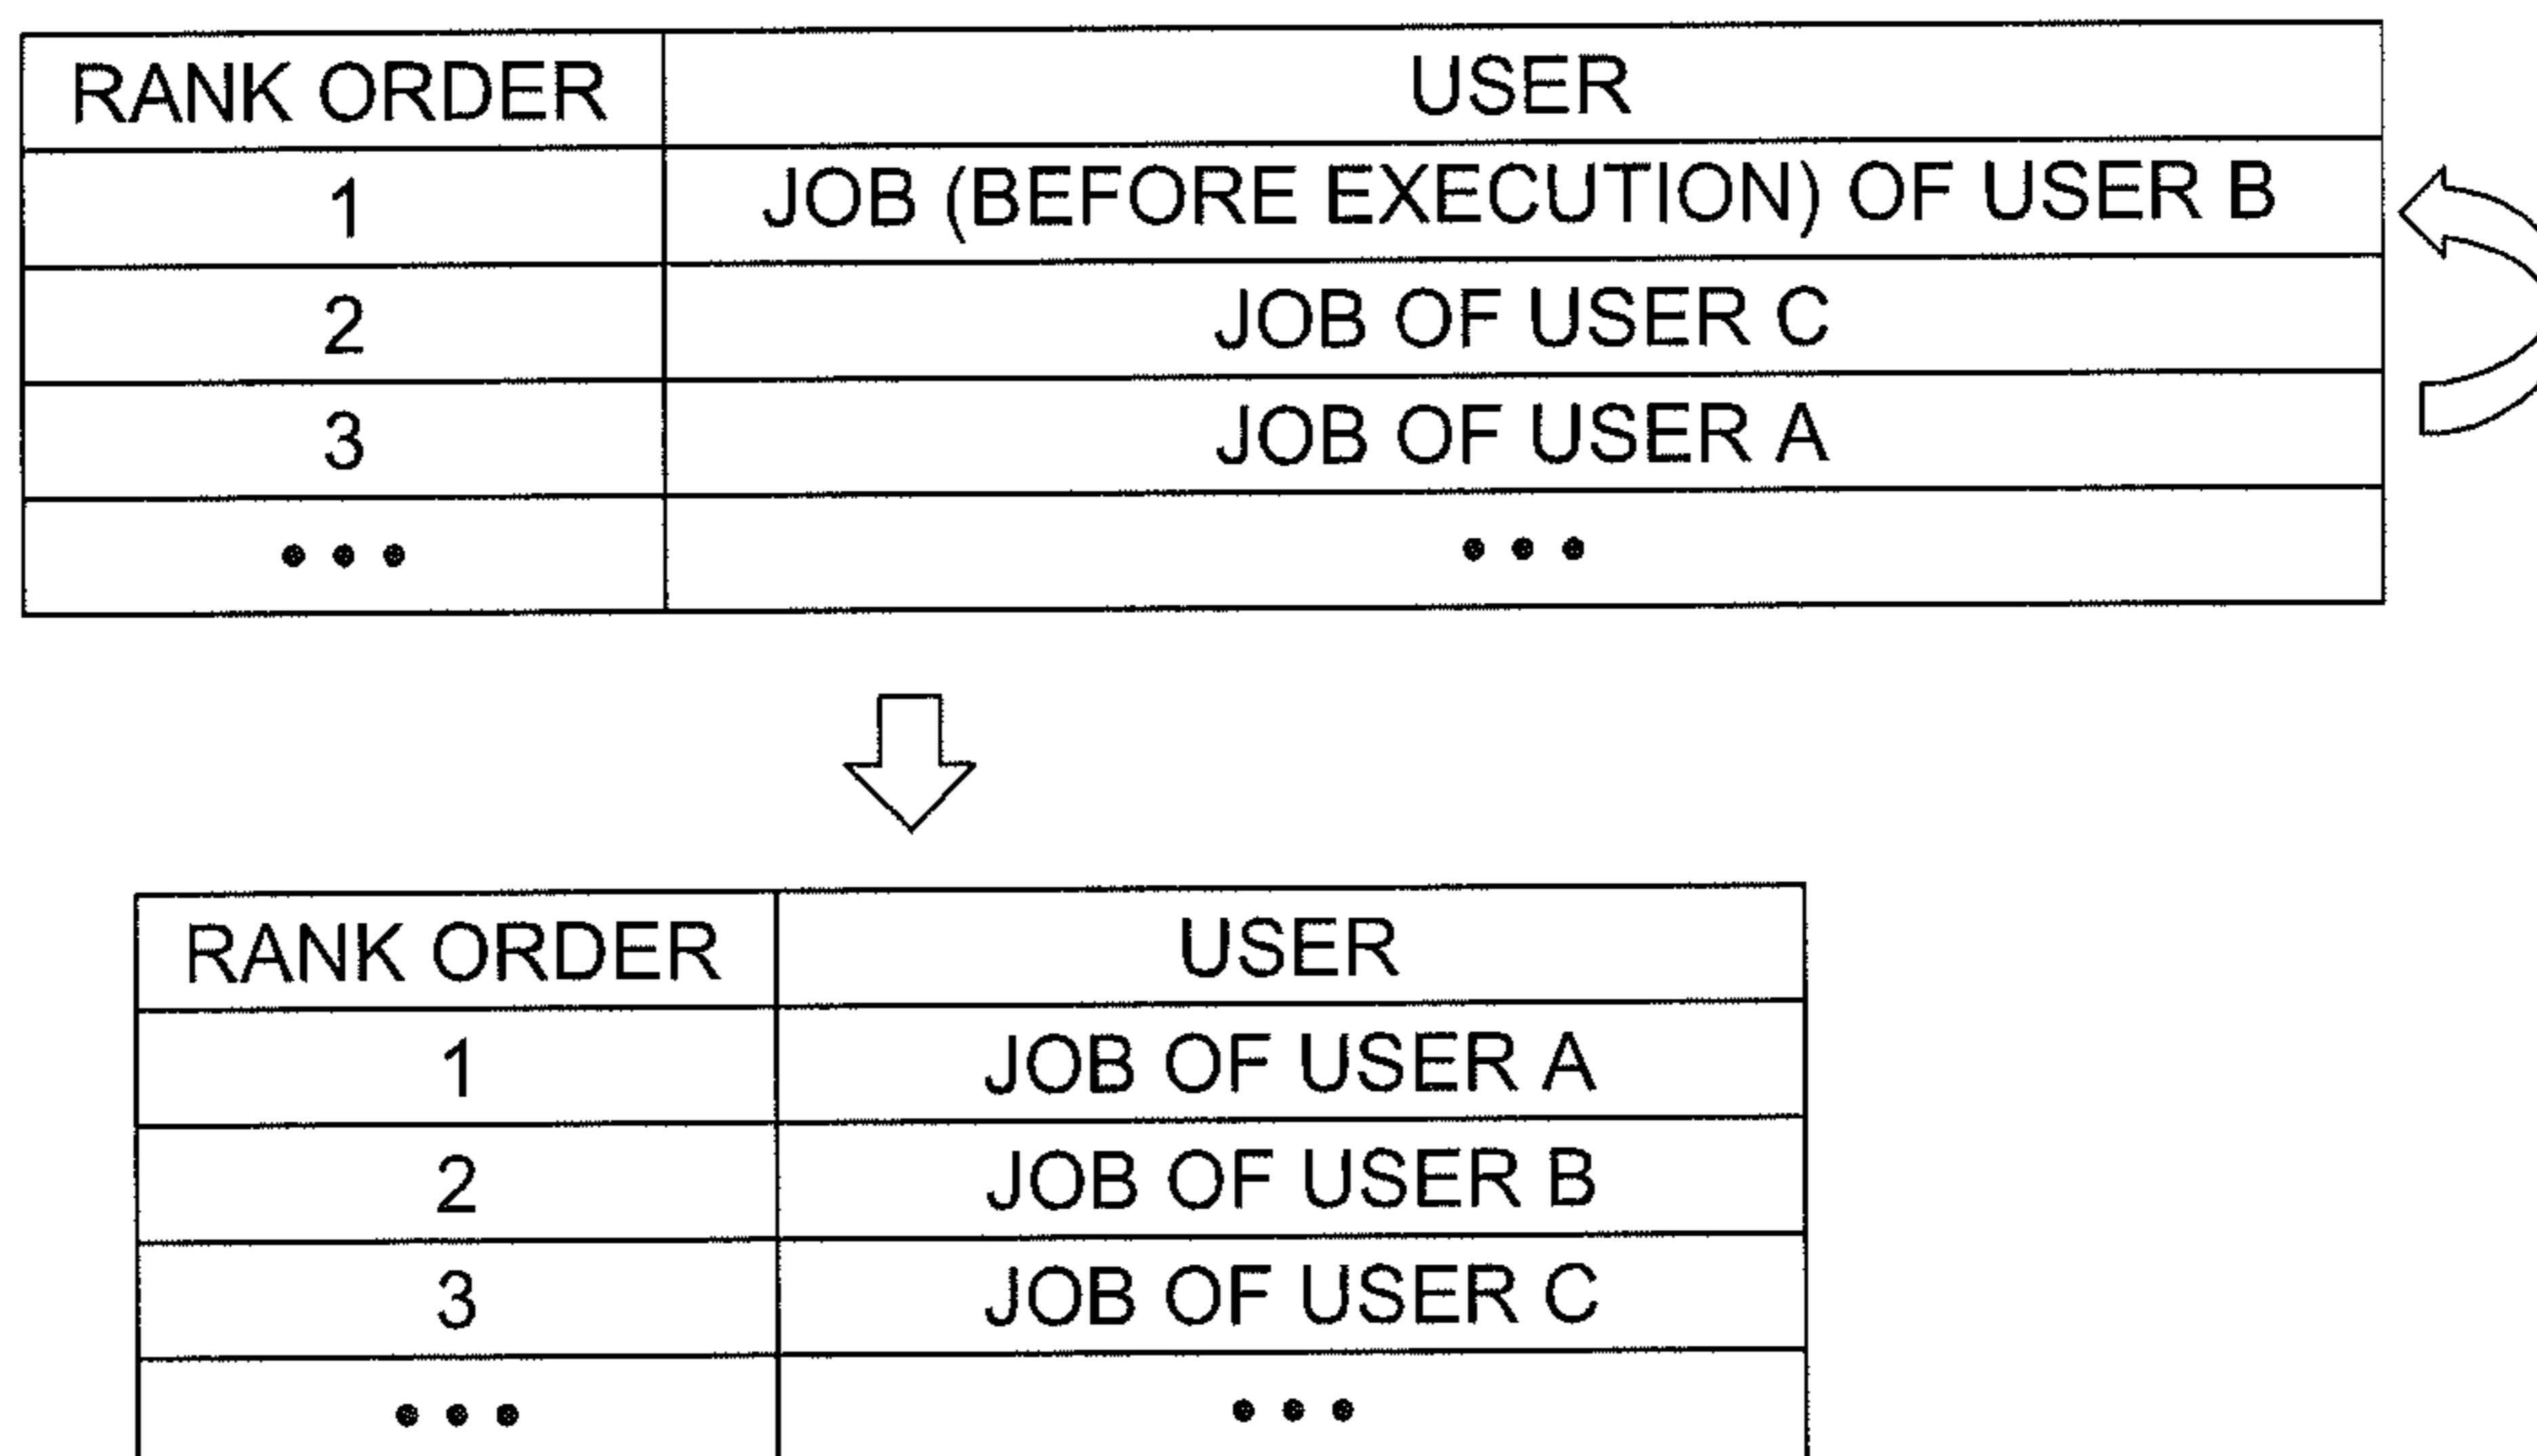 RANK ORDER USER
1 JOB (BEFORE EXECUTION) OF USER B
2 JOB OF USER C
3 JOB OF USER A
••• •••
RANK ORDER USER
1 JOB OF USER A
2 JOB OF USER B
3 JOB OF USER C
••• •••